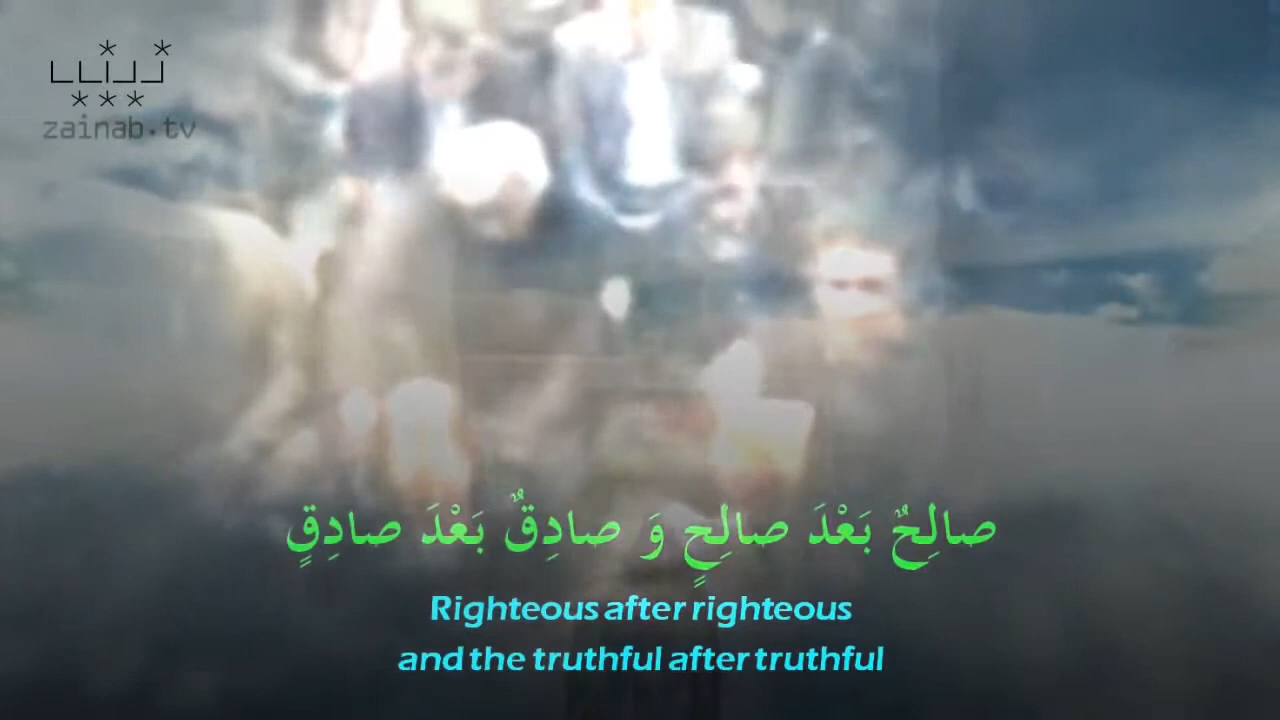 zainab.tv
صالِحٌ بَعْدَ صالِحٍ وَ صادِقٌ بَعْدَ صادِقٍ
Righteous after righteous
and the truthful after truthful